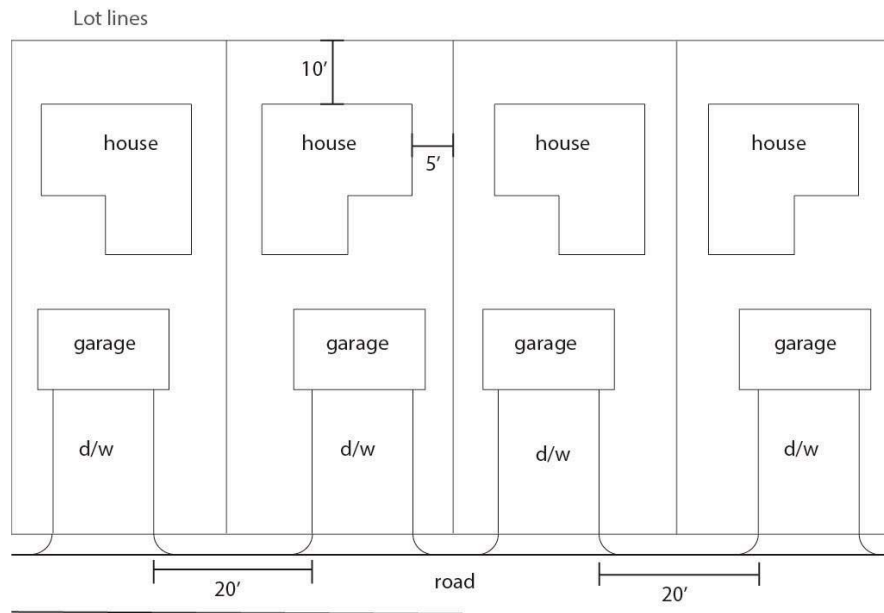 Lot lines
10’
house
house
house
house
5’
garage
garage
garage
garage
d/w
d/w
d/w
d/w
20’
road
20’